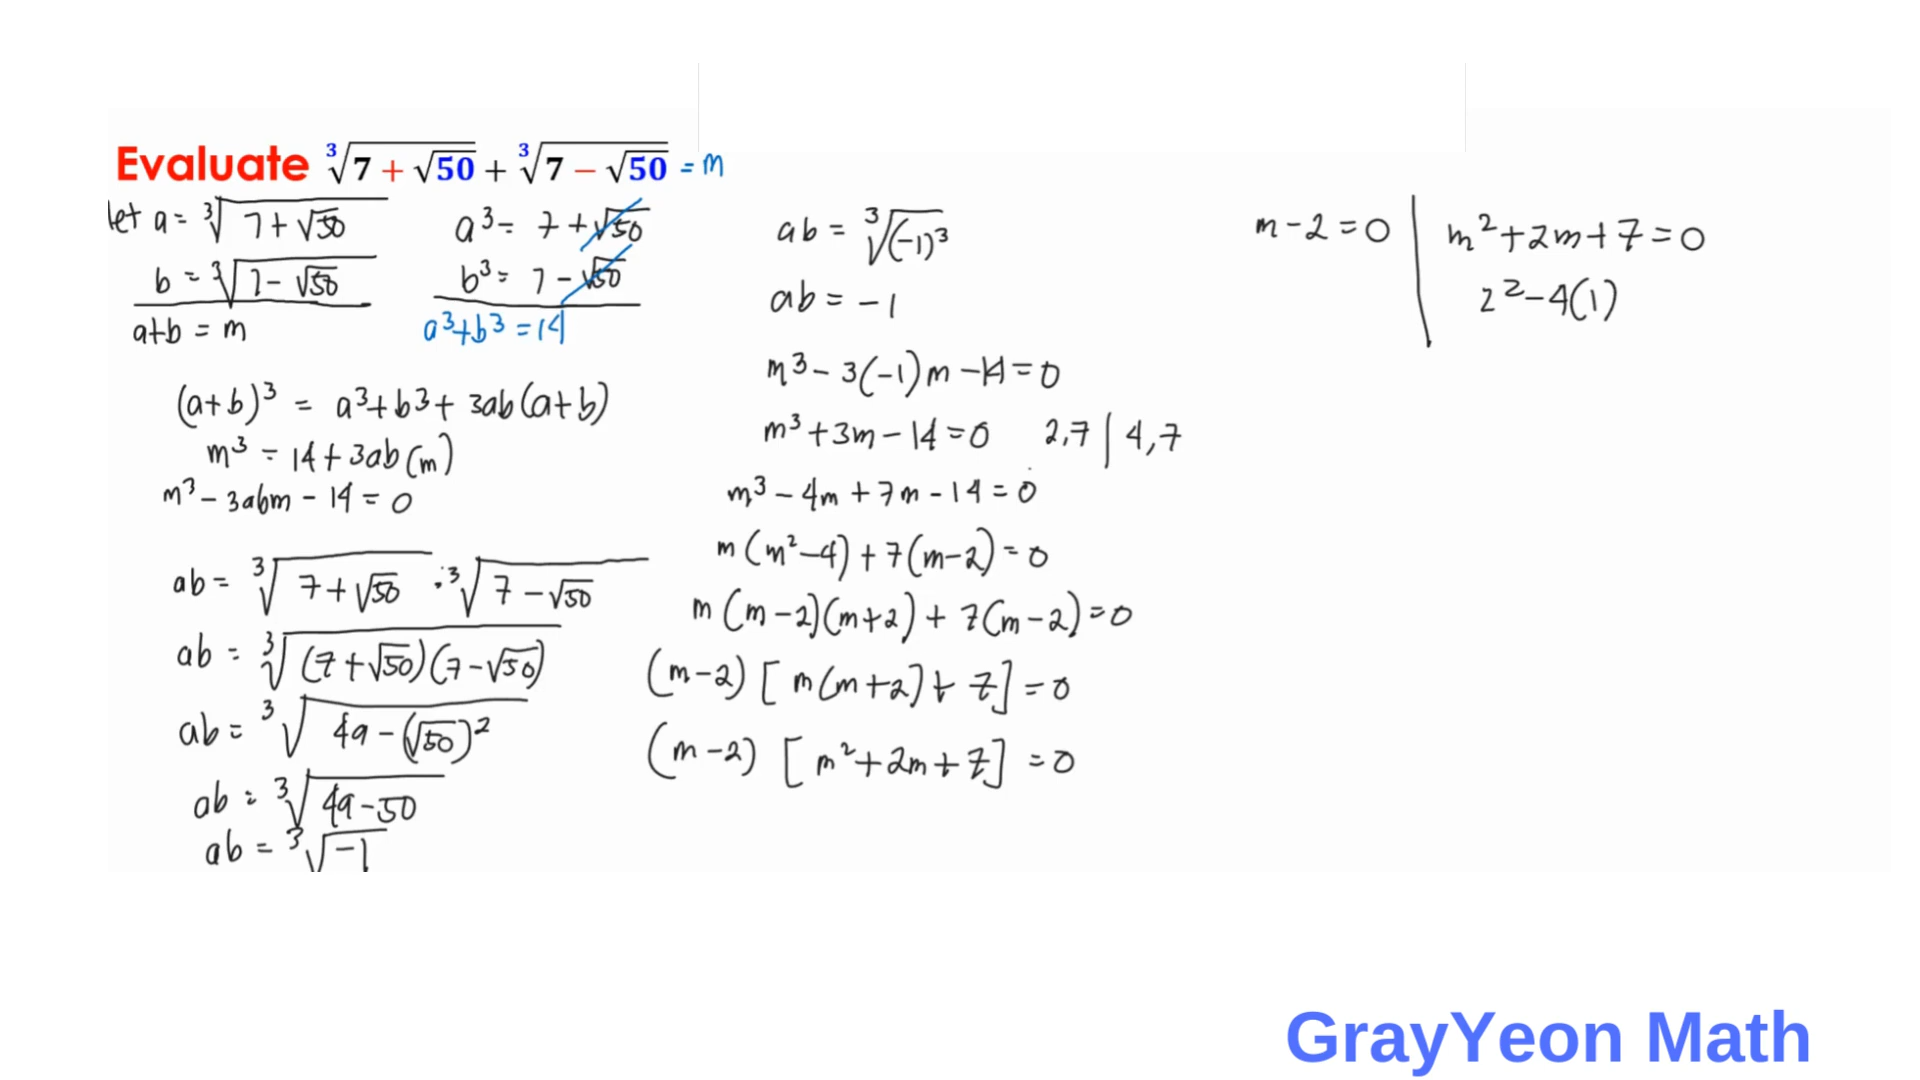 Evaluate ∛(7 + √50) + ∛(7 − √50) = m
let a = ∛(7 + √50)
b = ∛(7 − √50)
a+b = m
a³ = 7 + √50
b³ = 7 − √50
a³+b³ = 14
(a+b)³ = a³+b³+ 3ab(a+b)
m³ = 14 + 3ab(m)
m³ − 3abm − 14 = 0
ab = ∛(7 + √50) · ∛(7 − √50)
ab = ∛((7 + √50)(7 − √50))
ab = ∛(49 − (√50)²)
ab = ∛(49 − 50)
ab = ∛(−1)
ab = ∛((−1)³)
ab = −1
m³ − 3(−1)m − 14 = 0
m³ + 3m − 14 = 0 2,7 | 4,7
m³ − 4m + 7m − 14 = 0
m(m² − 4) + 7(m − 2) = 0
m(m − 2)(m + 2) + 7(m − 2) = 0
(m − 2) [m(m + 2) + 7] = 0
(m − 2) [m² + 2m + 7] = 0
m − 2 = 0 | m² + 2m + 7 = 0
2² − 4(1)
GrayYeon Math